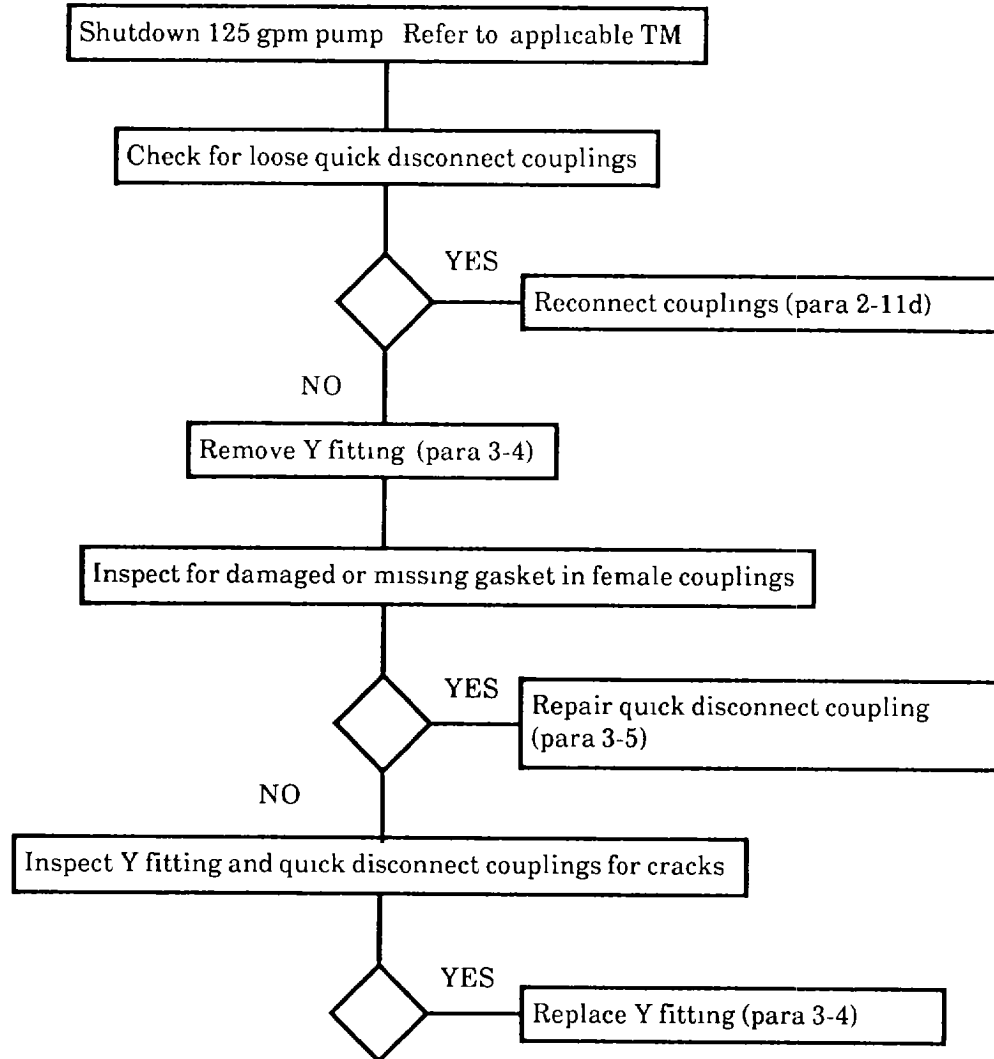 Shutdown 125 gpm pump Refer to applicable TM
Check for loose quick disconnect couplings
YES
Reconnect couplings (para 2-11d)
NO
Remove Y fitting (para 3-4)
Inspect for damaged or missing gasket in female couplings
YES
Repair quick disconnect coupling
(para 3-5)
NO
Inspect Y fitting and quick disconnect couplings for cracks
YES
Replace Y fitting (para 3-4)